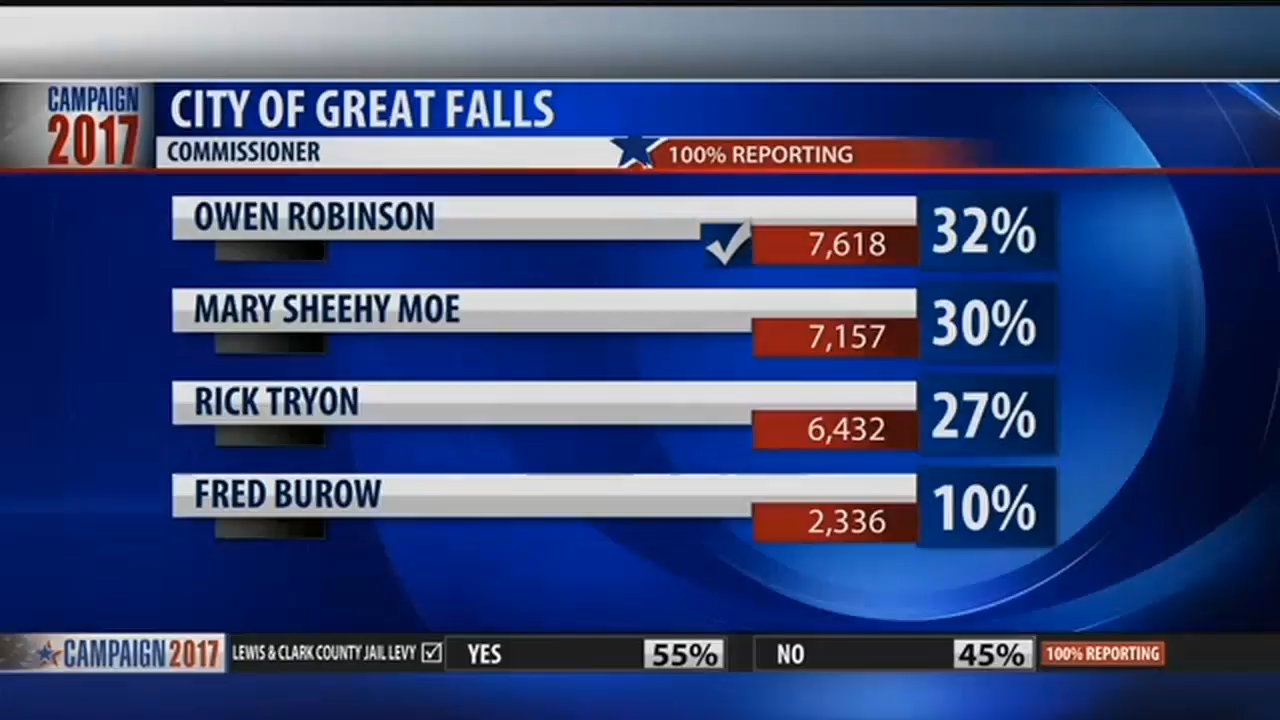 CAMPAIGN 2017
CITY OF GREAT FALLS
COMMISSIONER 100% REPORTING
OWEN ROBINSON 7,618 32%
MARY SHEEHY MOE 7,157 30%
RICK TRYON 6,432 27%
FRED BUROW 2,336 10%
CAMPAIGN 2017 LEWIS & CLARK COUNTY JAIL LEVY YES 55% NO 45% 100% REPORTING